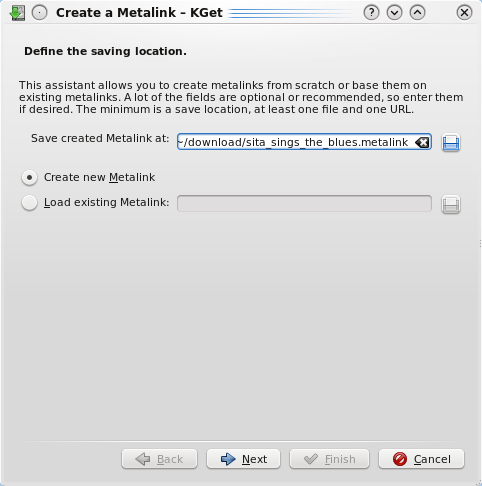 Create a Metalink – KGet
Define the saving location.
This assistant allows you to create metalinks from scratch or base them on
existing metalinks. A lot of the fields are optional or recommended, so enter them
if desired. The minimum is a save location, at least one file and one URL.
Save created Metalink at: ~/download/sita_sings_the_blues.metalink
Create new Metalink
Load existing Metalink:
Back Next Finish Cancel